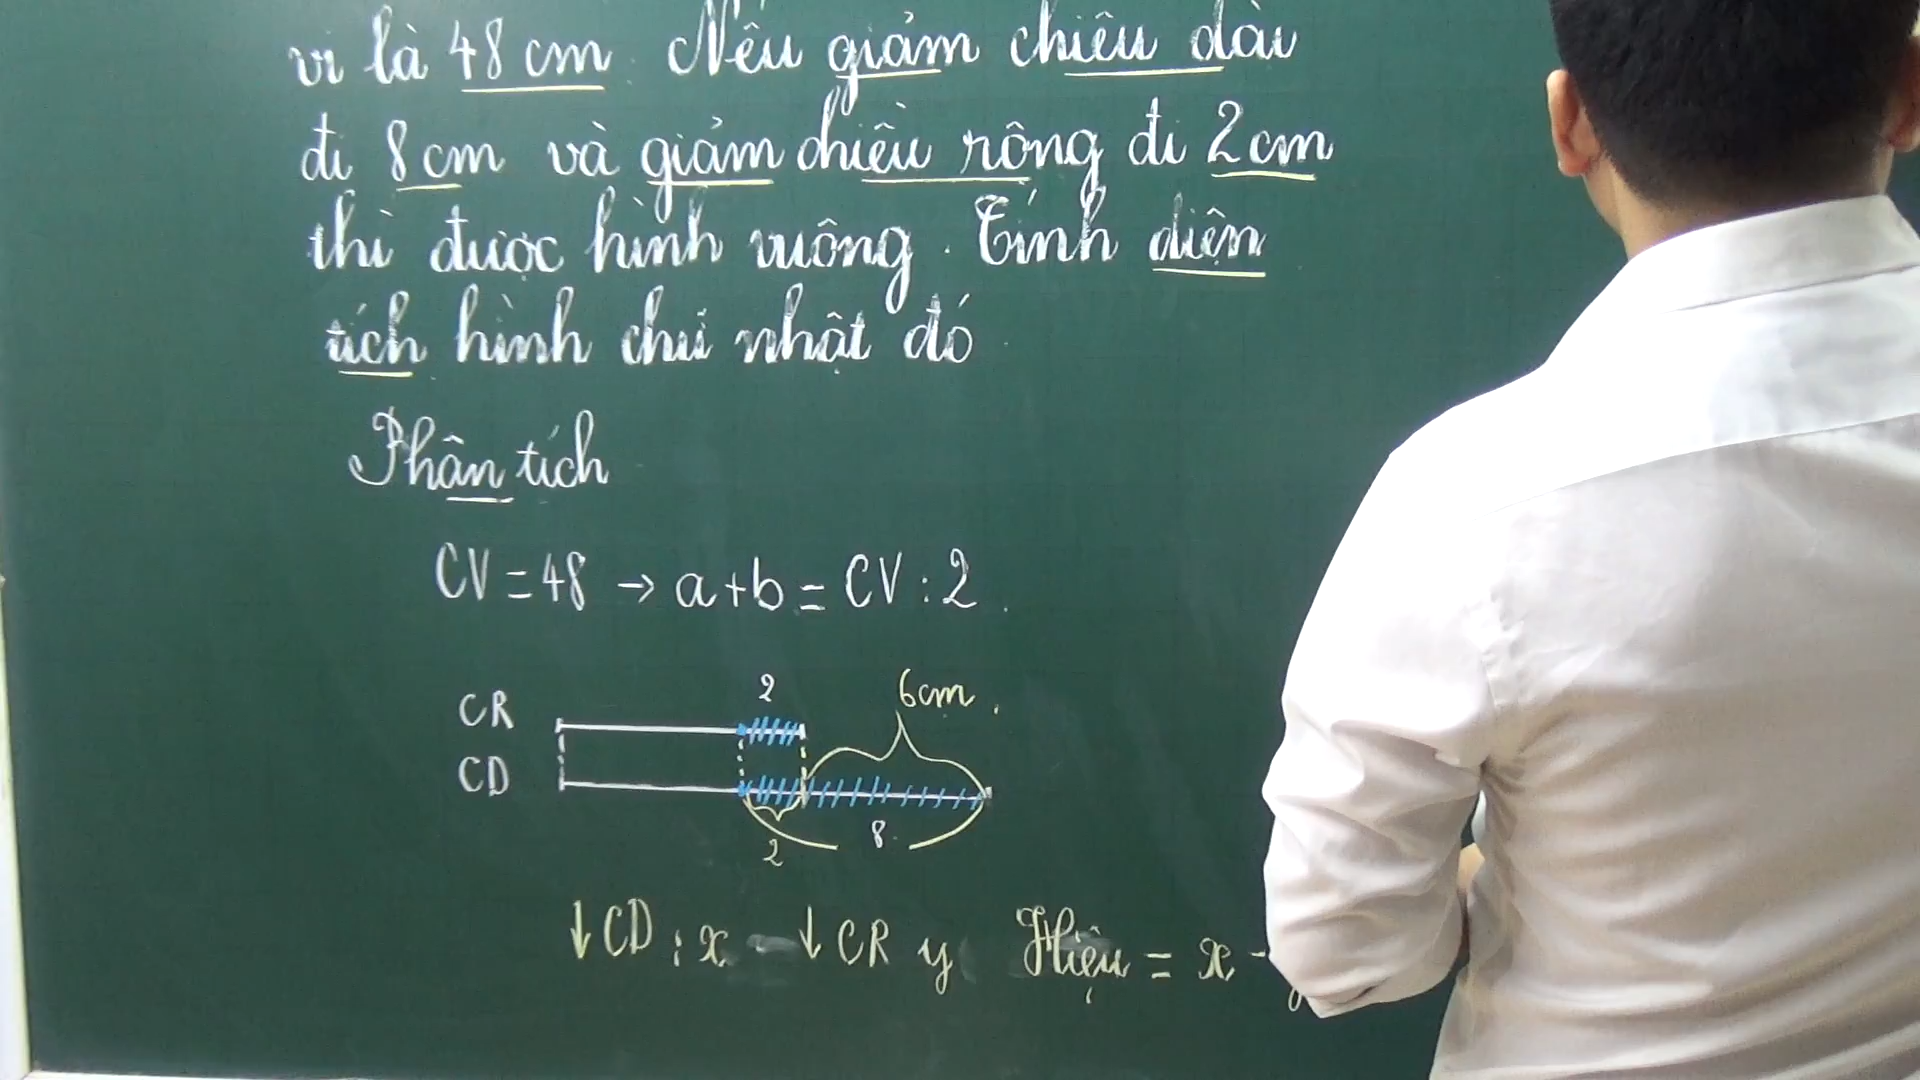 vi là 48 cm. Nếu giảm chiều dài
đi 8 cm và giảm chiều rộng đi 2 cm
thì được hình vuông. Tính diện
tích hình chữ nhật đó
Phân tích
CV = 48 → a + b = CV : 2.
2
6cm.
CR
CD
8
2
↓ CD : x ↓ CR y Hiệu = x -